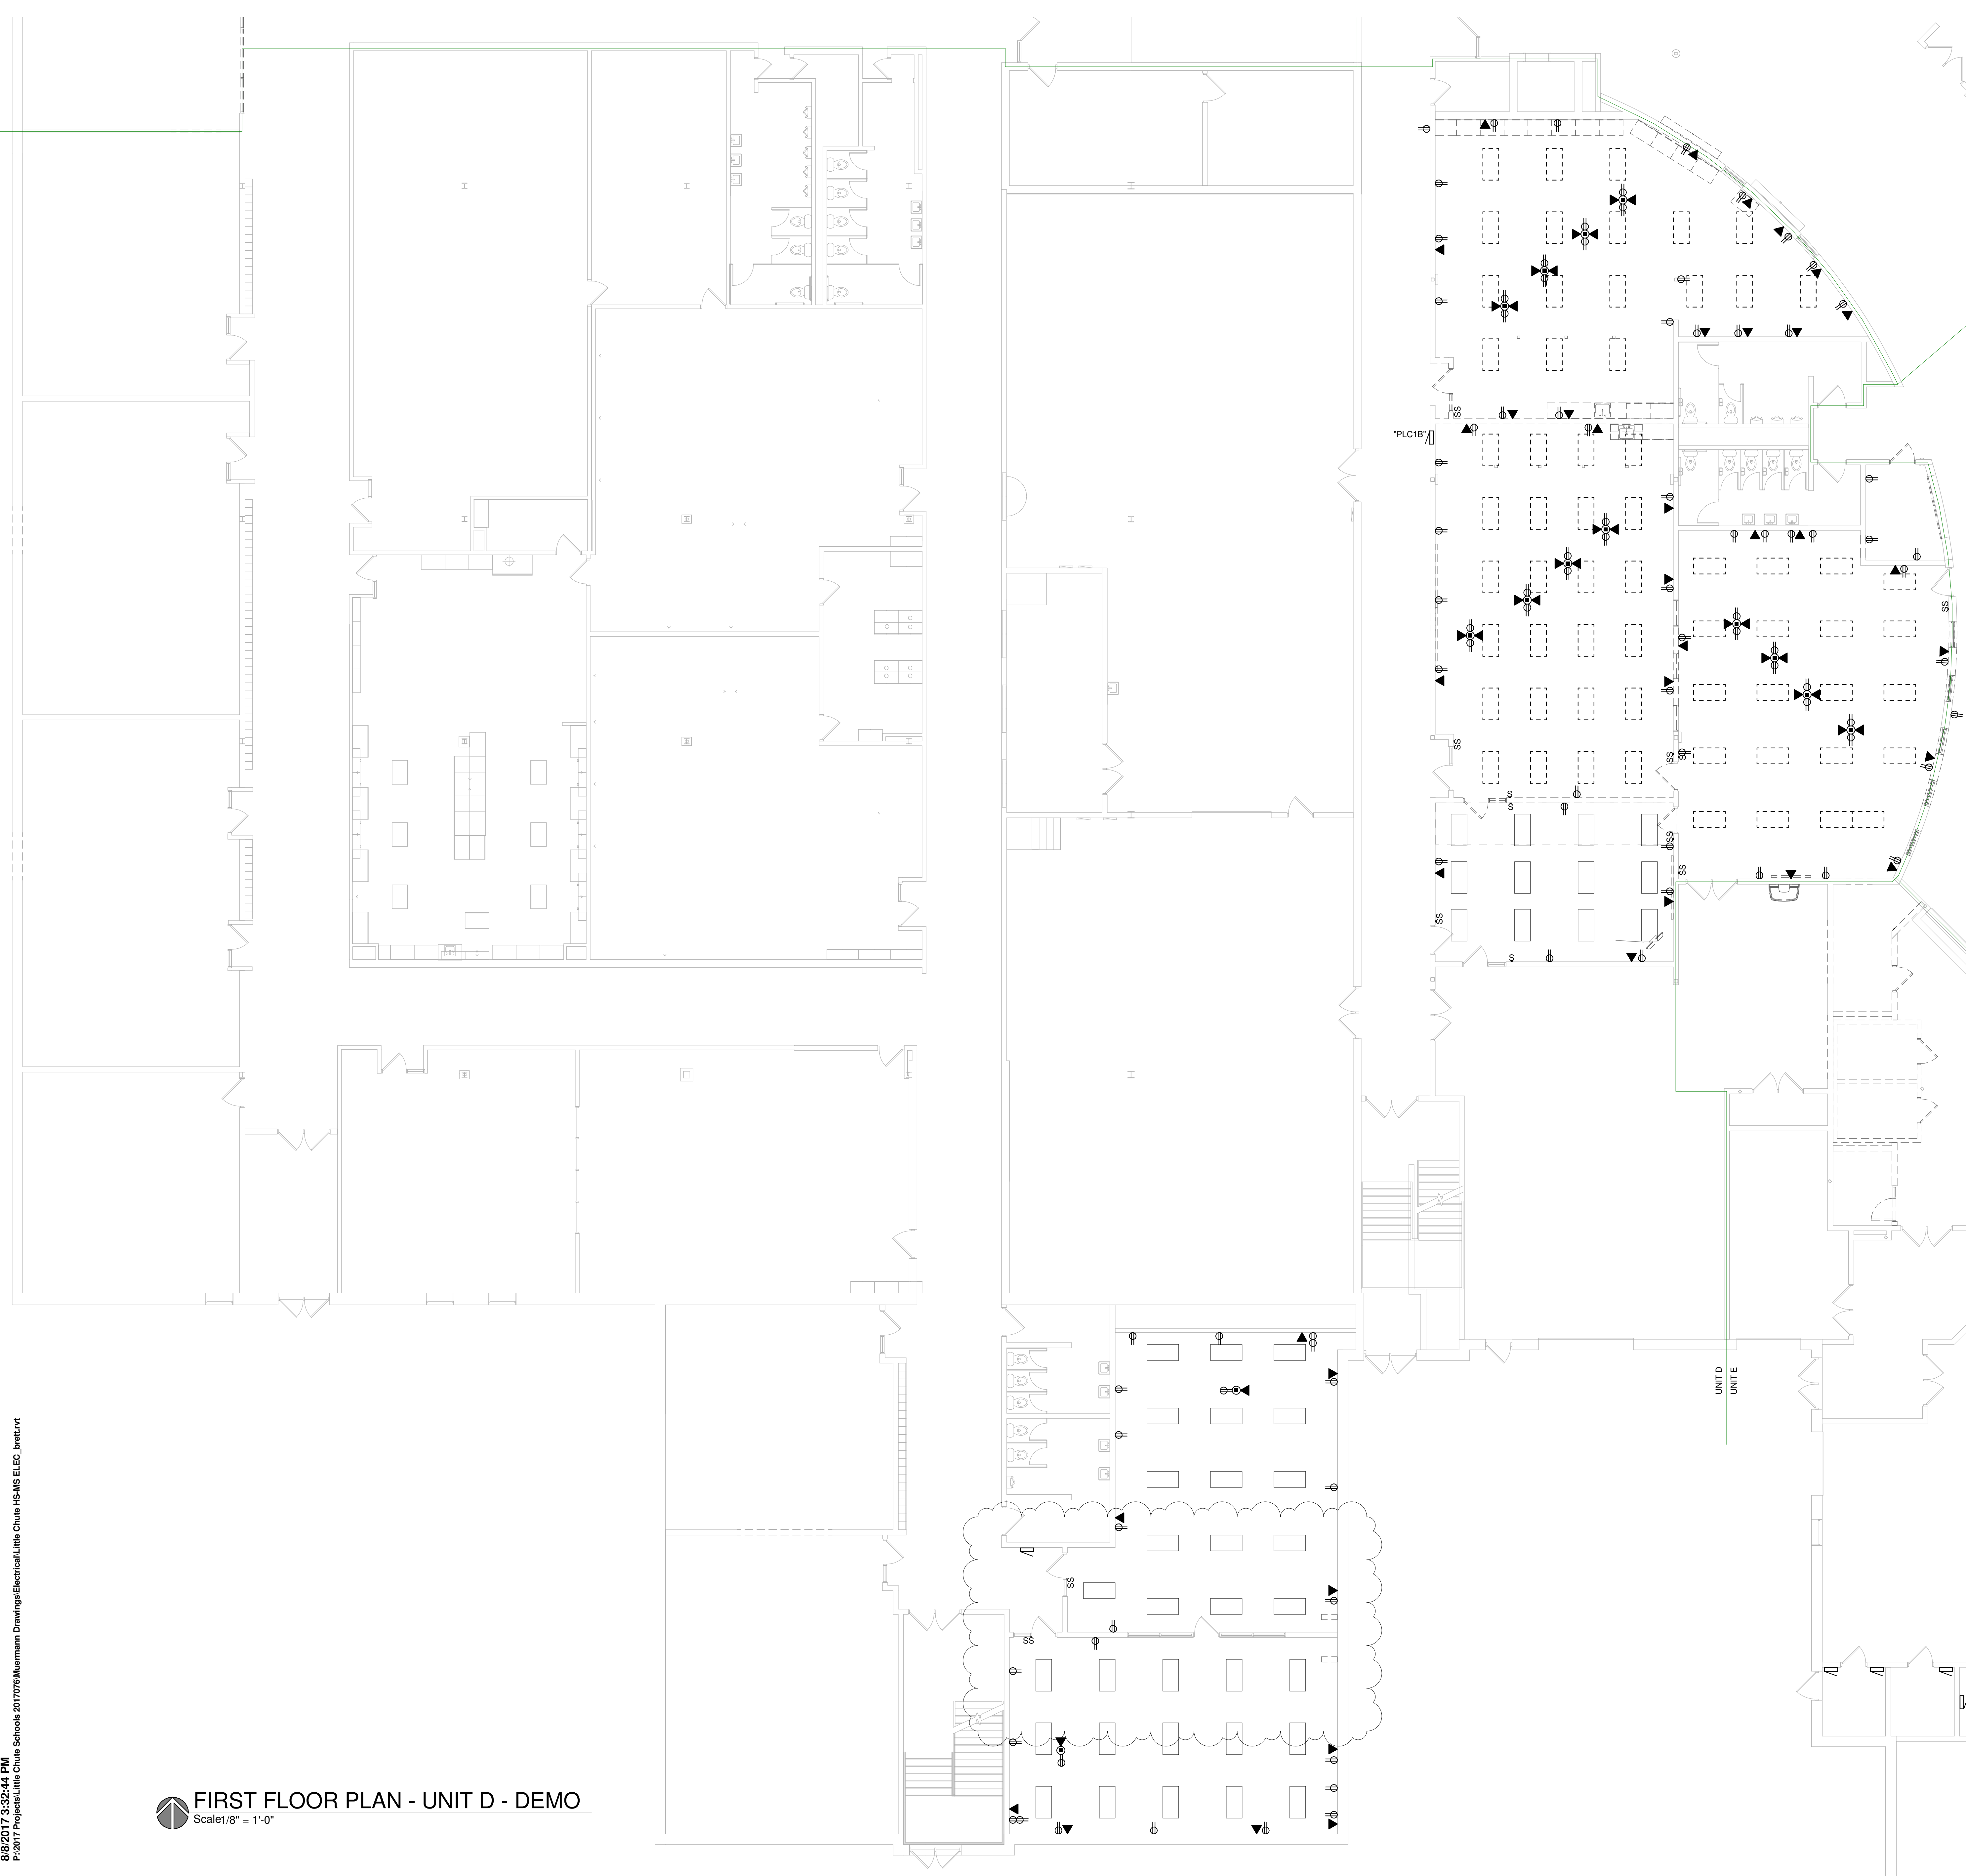 "PLC1B"
SS
SS
SS
SS
SS
S
S
SS
SS
SS
S
UNIT D
UNIT E
SS
SS
8/8/2017 3:32:44 PM
P:\2017 Projects\Little Chute Schools 2017076\Muermann Drawings\Electrical\Little Chute HS-MS ELEC_brett.rvt
FIRST FLOOR PLAN - UNIT D - DEMO
Scale1/8" = 1'-0"